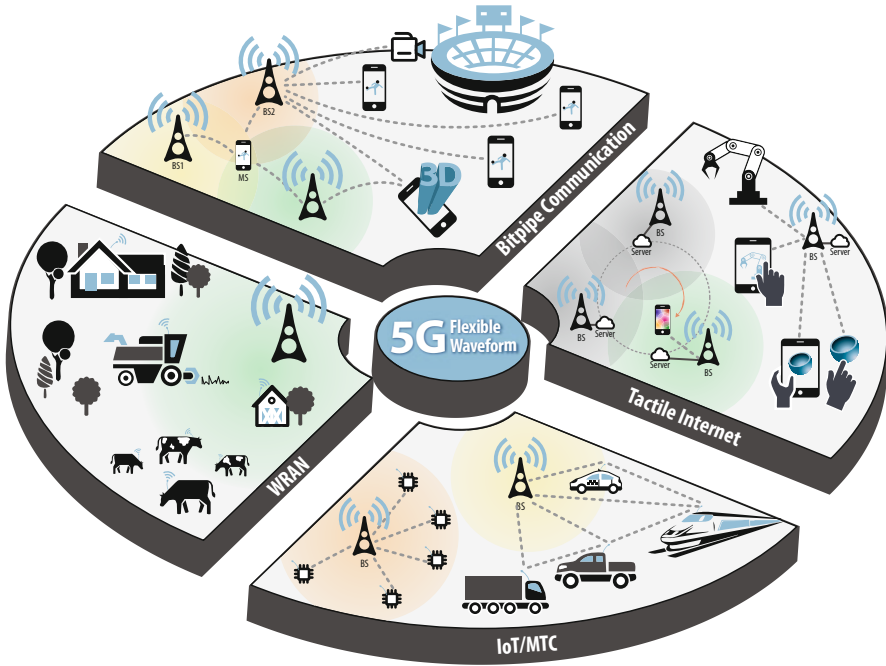 BS2
BS1
MS
3D
Bitpipe Communication
BS
Server
BS
Server
BS
Server
Server
BS
Tactile Internet
5G Flexible
Waveform
WRAN
BS
BS
IoT/MTC